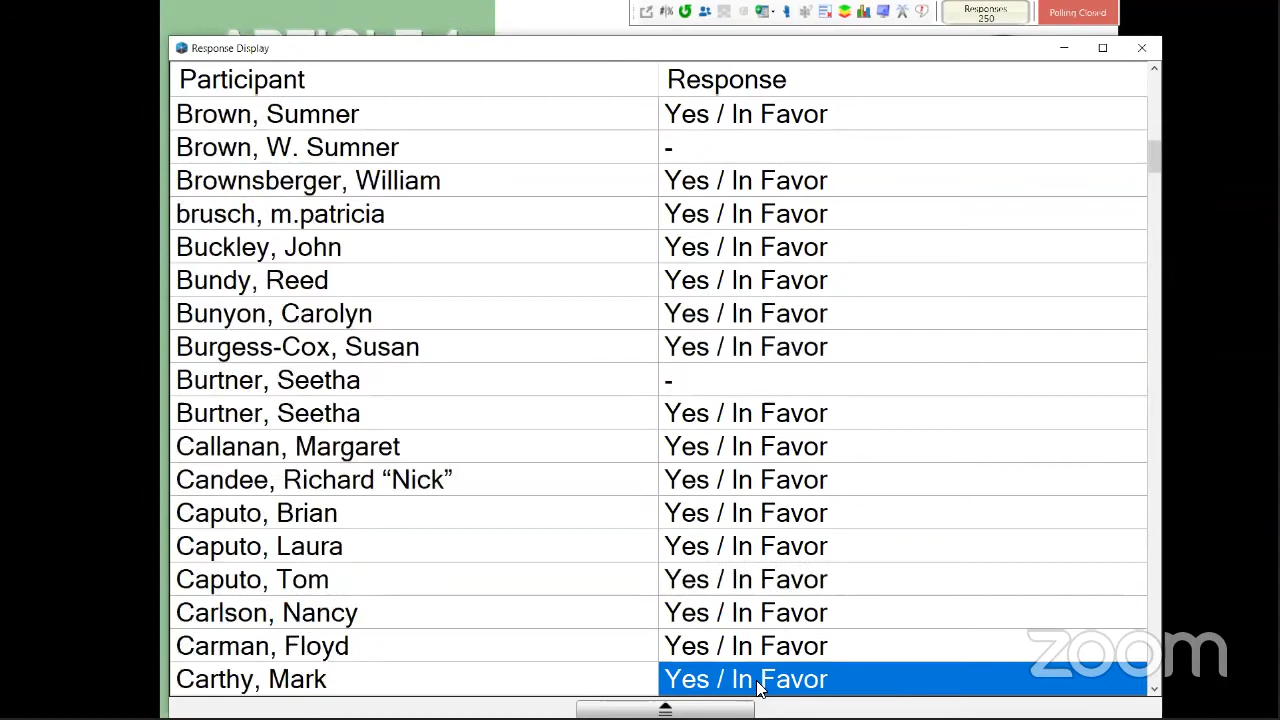 Responses
250
Polling Closed
Response Display
Participant Response
Brown, Sumner Yes / In Favor
Brown, W. Sumner -
Brownsberger, William Yes / In Favor
brusch, m.patricia Yes / In Favor
Buckley, John Yes / In Favor
Bundy, Reed Yes / In Favor
Bunyon, Carolyn Yes / In Favor
Burgess-Cox, Susan Yes / In Favor
Burtner, Seetha -
Burtner, Seetha Yes / In Favor
Callanan, Margaret Yes / In Favor
Candee, Richard “Nick” Yes / In Favor
Caputo, Brian Yes / In Favor
Caputo, Laura Yes / In Favor
Caputo, Tom Yes / In Favor
Carlson, Nancy Yes / In Favor
Carman, Floyd Yes / In Favor
Carthy, Mark Yes / In Favor
zoom